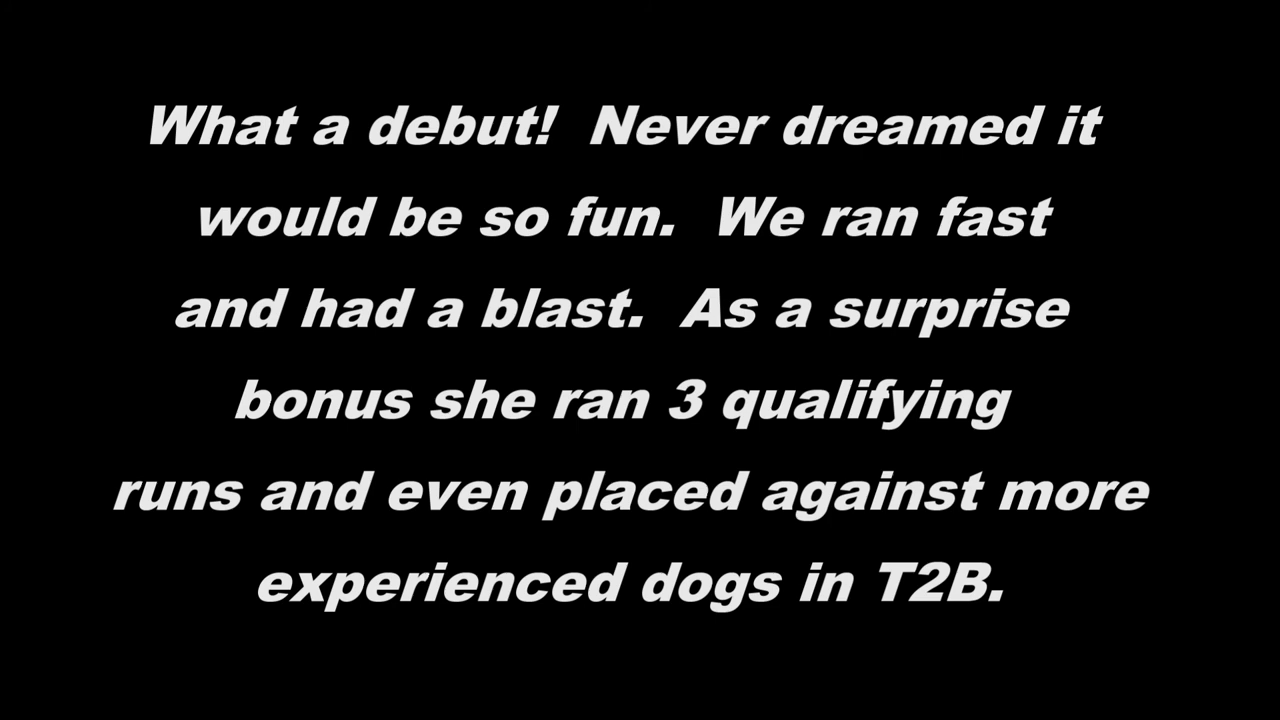 What a debut!  Never dreamed it
would be so fun.  We ran fast
and had a blast.  As a surprise
bonus she ran 3 qualifying
runs and even placed against more
experienced dogs in T2B.